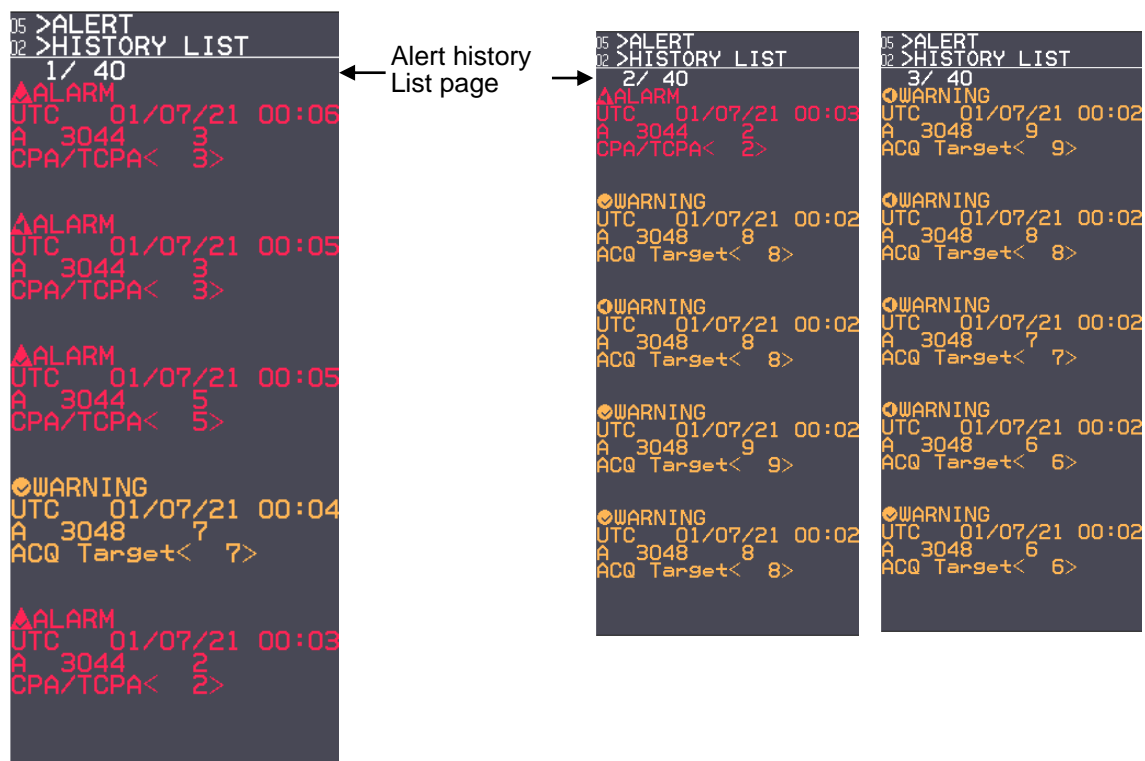 05 >ALERT
02 >HISTORY LIST
1/ 40
ALARM
UTC 01/07/21 00:06
A 3044 3
CPA/TCPA< 3>
ALARM
UTC 01/07/21 00:05
A 3044 3
CPA/TCPA< 3>
ALARM
UTC 01/07/21 00:05
A 3044 5
CPA/TCPA< 5>
WARNING
UTC 01/07/21 00:04
A 3048 7
ACQ Target< 7>
ALARM
UTC 01/07/21 00:03
A 3044 2
CPA/TCPA< 2>
Alert history
List page
05 >ALERT
02 >HISTORY LIST
2/ 40
ALARM
UTC 01/07/21 00:03
A 3044 2
CPA/TCPA< 2>
WARNING
UTC 01/07/21 00:02
A 3048 8
ACQ Target< 8>
WARNING
UTC 01/07/21 00:02
A 3048 8
ACQ Target< 8>
WARNING
UTC 01/07/21 00:02
A 3048 9
ACQ Target< 9>
WARNING
UTC 01/07/21 00:02
A 3048 8
ACQ Target< 8>
05 >ALERT
02 >HISTORY LIST
3/ 40
WARNING
UTC 01/07/21 00:02
A 3048 9
ACQ Target< 9>
WARNING
UTC 01/07/21 00:02
A 3048 8
ACQ Target< 8>
WARNING
UTC 01/07/21 00:02
A 3048 7
ACQ Target< 7>
WARNING
UTC 01/07/21 00:02
A 3048 6
ACQ Target< 6>
WARNING
UTC 01/07/21 00:02
A 3048 6
ACQ Target< 6>